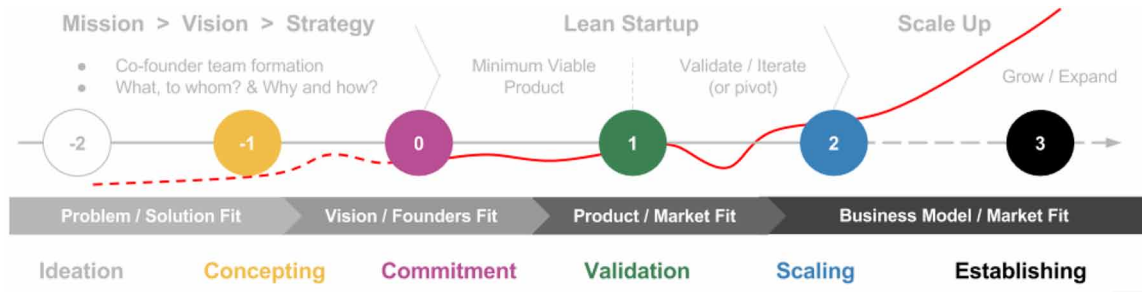 Mission > Vision > Strategy
Lean Startup
Scale Up
● Co-founder team formation
● What, to whom? & Why and how?
Minimum Viable
Product
Validate / Iterate
(or pivot)
Grow / Expand
-2
-1
0
1
2
3
Problem / Solution Fit
Vision / Founders Fit
Product / Market Fit
Business Model / Market Fit
Ideation
Concepting
Commitment
Validation
Scaling
Establishing